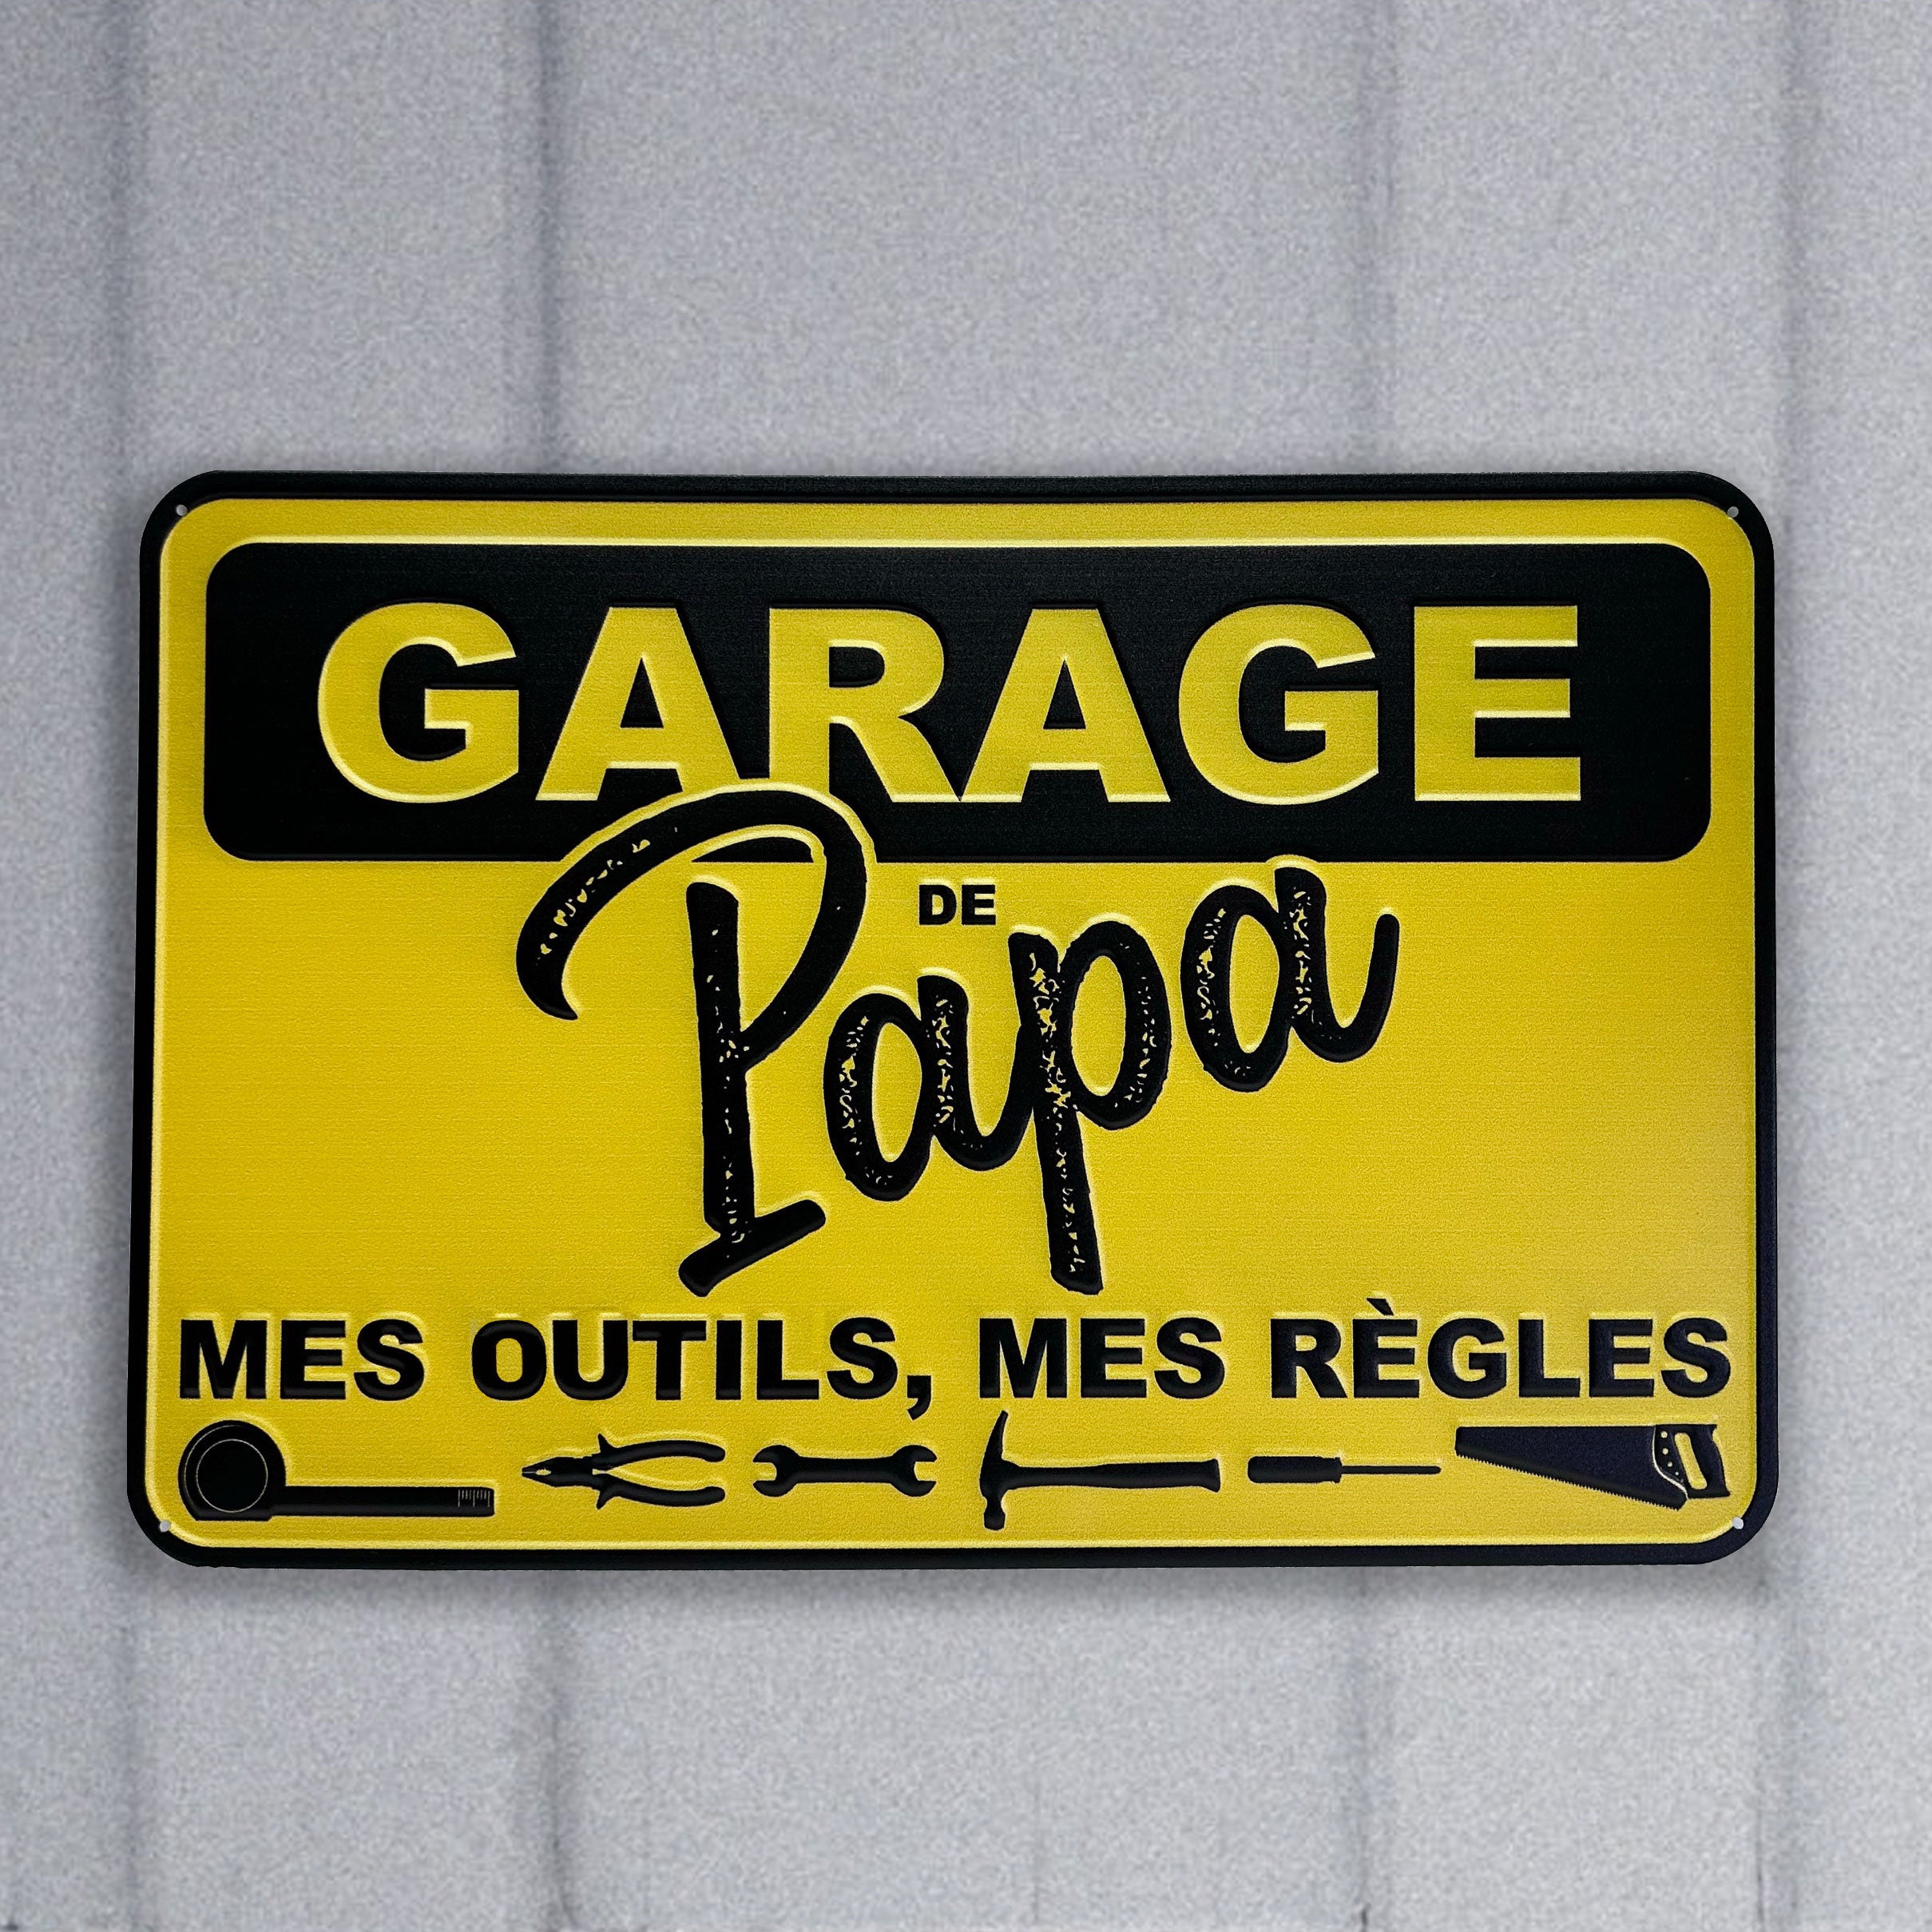 GARAGE
DE
Papa
MES OUTILS, MES RÈGLES